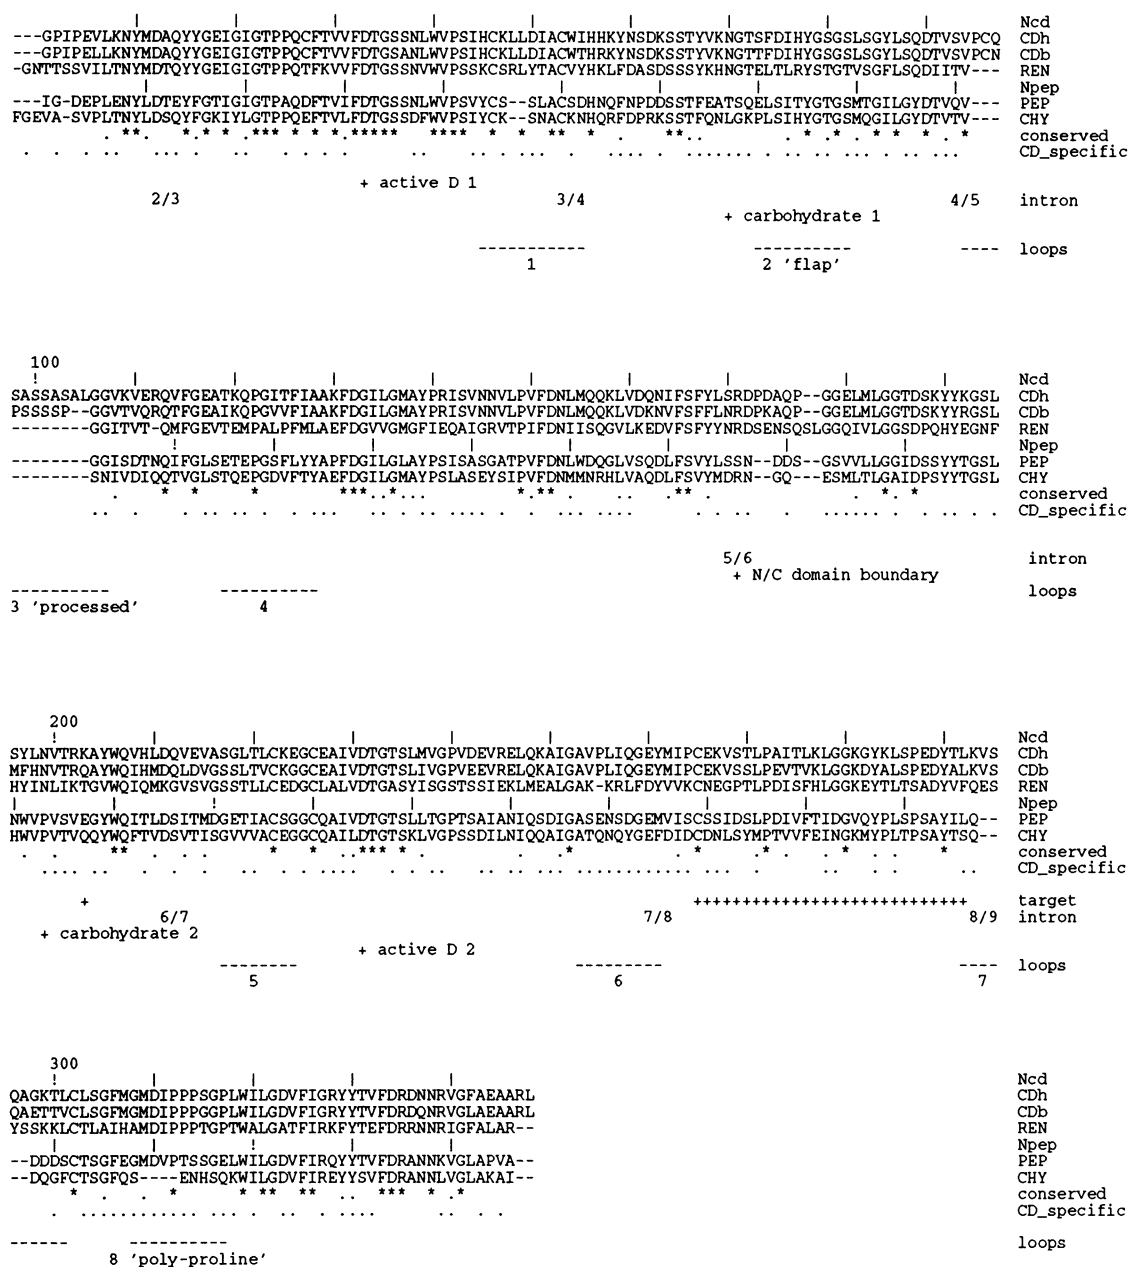 | | | | | | | | | Ncd
---GPIPEVLKNYMDAQYYGEIGIGTPPQCFTVVFDTGSSNLWVPSIHCKLLDIACWIHHKYNSDKSSTYVKNGTSFDIHYGSGSLSGYLSQDTVSVPCQ CDh
---GPIPELLKNYMDAQYYGEIGIGTPPQCFTVVFDTGSANLWVPSIHCKLLDIACWTHRKYNSDKSSTYVKNGTTFDIHYGSGSLSGYLSQDTVSVPCN CDb
-GNTTSSVILTNYMDTQYYGEIGIGTPPQTFKVVFDTGSSNVWVPSSKCSRLYTACVYHKLFDASDSSSYKHNGTELTLRYSTGTVSGFLSQDIITV--- REN
| | | | | | | | | Npep
---IG-DEPLENYLDTEYFGTIGIGTPAQDFTVIFDTGSSNLWVPSVYCS--SLACSDHNQFNPDDSSTFEATSQELSITYGTGSMTGILGYDTVQV--- PEP
FGEVA-SVPLTNYLDSQYFGKIYLGTPPQEFTVLFDTGSSDFWVPSIYCK--SNACKNHQRFDPRKSSTFQNLGKPLSIHYGTGSMQGILGYDTVTV--- CHY
conserved
CD_specific
+ active D 1
2/3 3/4 4/5 intron
+ carbohydrate 1
----------- ---------- ---- loops
1 2 'flap'
100
! | | | | | | | | | Ncd
SASSASALGGVKVERQVFGEATKQPGITFIAAKFDGILGMAYPRISVNNVLPVFDNLMQQKLVDQNIFSFYLSRDPDAQP--GGELMLGGTDSKYYKGSL CDh
PSSSSP--GGVTVQRQTFGEAIKQPGVVFIAAKFDGILGMAYPRISVNNVLPVFDNLMQQKLVDKNVFSFFLNRDPKAQP--GGELMLGGTDSKYYRGSL CDb
--------GGITVT-QMFGEVTEMPALPFMLAEFDGVVGMGFIEQAIGRVTPIFDNIISQGVLKEDVFSFYYNRDSENSQSLGGQIVLGGSDPQHYEGNF REN
| | | | | | | | Npep
--------GGISDTNQIFGLSETEPGSFLYYAPFDGILGLAYPSISASGATPVFDNLWDQGLVSQDLFSVYLSSN--DDS-GSVVLLGGIDSSYYTGSL PEP
--------SNIVDIQQTVGLSTQEPGDVFTYAEFDGILGMAYPSLASEYSIPVFDNMMNRHLVAQDLFSVYMDRN---GQ--ESMLTLGAIDPSYYTGSL CHY
conserved
CD_specific
5/6 intron
+ N/C domain boundary
---------- ---------- loops
3 'processed' 4
200
! | | | | | | | | | Ncd
SYLNVTRKAYWQVHLDQVEVASGLTLCKEGCEAIVDTGTSLMVGPVDEVRELQKAIGAVPLIQGEYMIPCEKVSTLPAITLKLGGKGYKLSPEDYTLKVS CDh
MFHNVTRQAYWQIHMDQLDVGSSLTVCKGGCEAIVDTGTSLIVGPVEEVRELQKAIGAVPLIQGEYMIPCEKVSSLPEVTVKLGGKDYALSPEDYALKVS CDb
HYINLIKTGVWQIQMKGVSVGSSTLLCEDGCLALVDTGASYISGSTSSIEKLMEALGAK-KRLFDYVVKCNEGPTLPDISFHLGGKEYTLTSADYVFQES REN
| | | | | | | | | | Npep
NWVPVSVEGYWQITLDSITMDGETIACSGGCQAIVDTGTSLLTGPTSAIANIQSDIGASENSDGEMVISCSSIDSLPDIVFTIDGVQYPLSPSAYILQ-- PEP
HWVPVTVQQYWQFTVDSVTISGVVVACEGGCQAILDTGTSKLVGPSSDILNIQQAIGATQNQYGEFDIDCDNLSYMPTVVFEINGKMYPLTPSAYTSQ-- CHY
conserved
CD_specific
+ ++++++++++++++++++++++++++++ target
6/7 7/8 8/9 intron
+ carbohydrate 2
+ active D 2
-------- --------- ---- loops
5 6 7
300
! | | | | Ncd
QAGKTLCLSGFMGMDIPPPSGPLWILGDVFIGRYYTVFDRDNNRVGFAEAARL CDh
QAETTVCLSGFMGMDIPPPGGPLWILGDVFIGRYYTVFDRDQNRVGLAEAARL CDb
YSSKKLCTLAIHAMDIPPPTGPTWALGATFIRKFYTEFDRRNNRIGFALAR-- REN
| | ! | | Npep
--DDDSCTSGFEGMDVPTSSGELWILGDVFIRQYYTVFDRANNKVGLAPVA-- PEP
--DQGFCTSGFQS----ENHSQKWILGDVFIREYYSVFDRANNLVGLAKAI-- CHY
conserved
CD_specific
------ ---------- loops
8 'poly-proline'